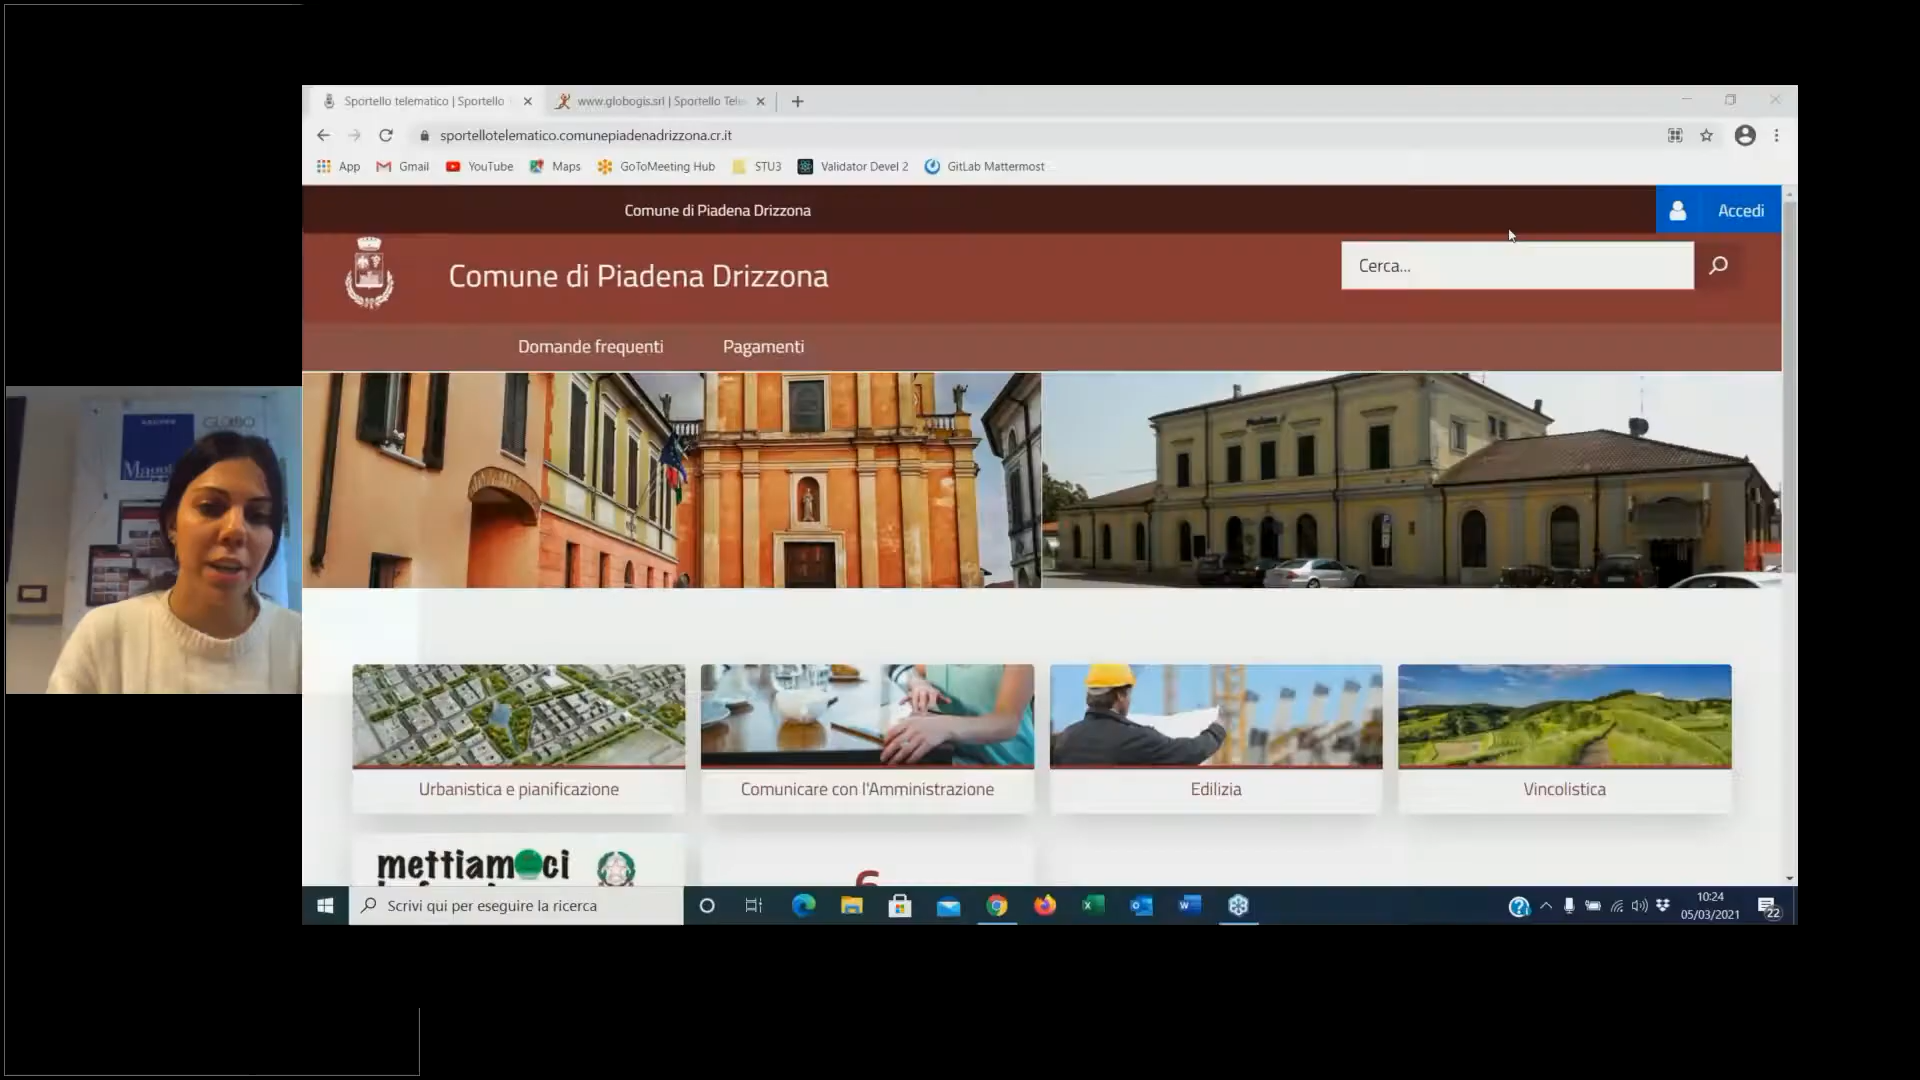 Sportello telematico | Sportello
www.globogis.srl | Sportello Tele
sportellotelematico.comunepiadenadrizzona.cr.it
App
Gmail
YouTube
Maps
GoToMeeting Hub
STU3
Validator Devel 2
GitLab Mattermost
Comune di Piadena Drizzona
Accedi
Comune di Piadena Drizzona
Cerca...
Domande frequenti
Pagamenti
Urbanistica e pianificazione
Comunicare con l'Amministrazione
Edilizia
Vincolistica
mettiamoci
Scrivi qui per eseguire la ricerca
10:24
05/03/2021
22